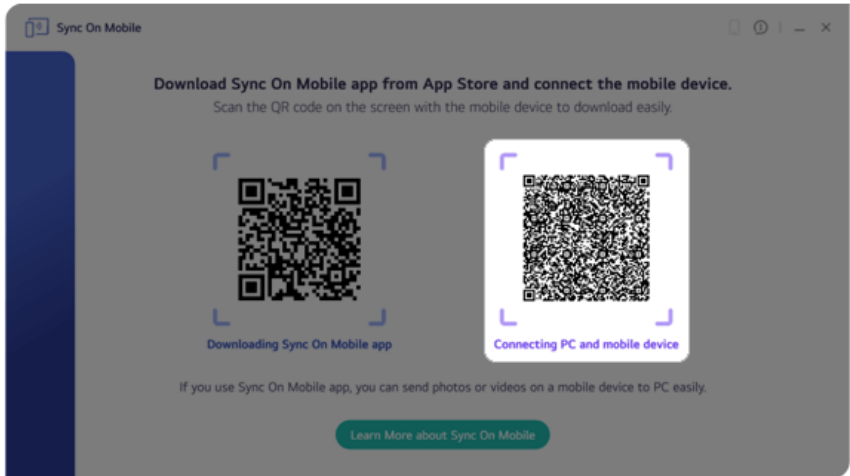 Sync On Mobile
Download Sync On Mobile app from App Store and connect the mobile device.
Scan the QR code on the screen with the mobile device to download easily.
Downloading Sync On Mobile app
Connecting PC and mobile device
If you use Sync On Mobile app, you can send photos or videos on a mobile device to PC easily.
Learn More about Sync On Mobile